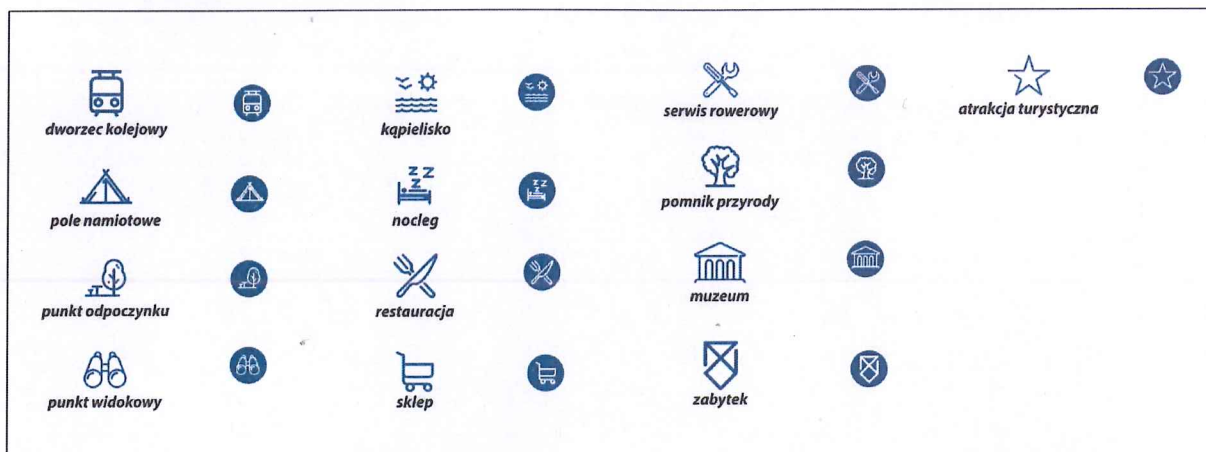 dworzec kolejowy
pole namiotowe
punkt odpoczynku
punkt widokowy
kąpielisko
nocleg
restauracja
sklep
serwis rowerowy
pomnik przyrody
muzeum
zabytek
atrakcja turystyczna